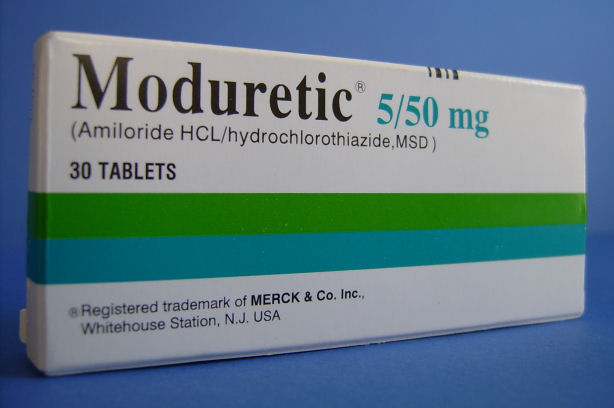 Moduretic® 5/50 mg
(Amiloride HCL/hydrochlorothiazide,MSD)
30 TABLETS
®Registered trademark of MERCK & Co. Inc.,
Whitehouse Station, N.J. USA